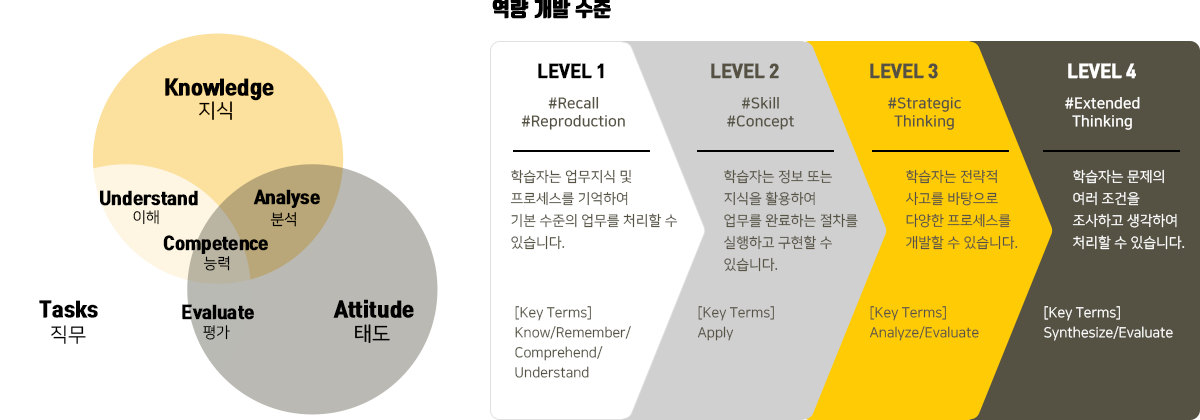 Knowledge
지식
Understand
이해
Analyse
분석
Competence
능력
Tasks
직무
Evaluate
평가
Attitude
태도
역량 개발 수준
LEVEL 1
#Recall
#Reproduction
학습자는 업무지식 및
프로세스를 기억하여
기본 수준의 업무를 처리할 수
있습니다.
[Key Terms]
Know/Remember/
Comprehend/
Understand
LEVEL 2
#Skill
#Concept
학습자는 정보 또는
지식을 활용하여
업무를 완료하는 절차를
실행하고 구현할 수
있습니다.
[Key Terms]
Apply
LEVEL 3
#Strategic
Thinking
학습자는 전략적
사고를 바탕으로
다양한 프로세스를
개발할 수 있습니다.
[Key Terms]
Analyze/Evaluate
LEVEL 4
#Extended
Thinking
학습자는 문제의
여러 조건을
조사하고 생각하여
처리할 수 있습니다.
[Key Terms]
Synthesize/Evaluate